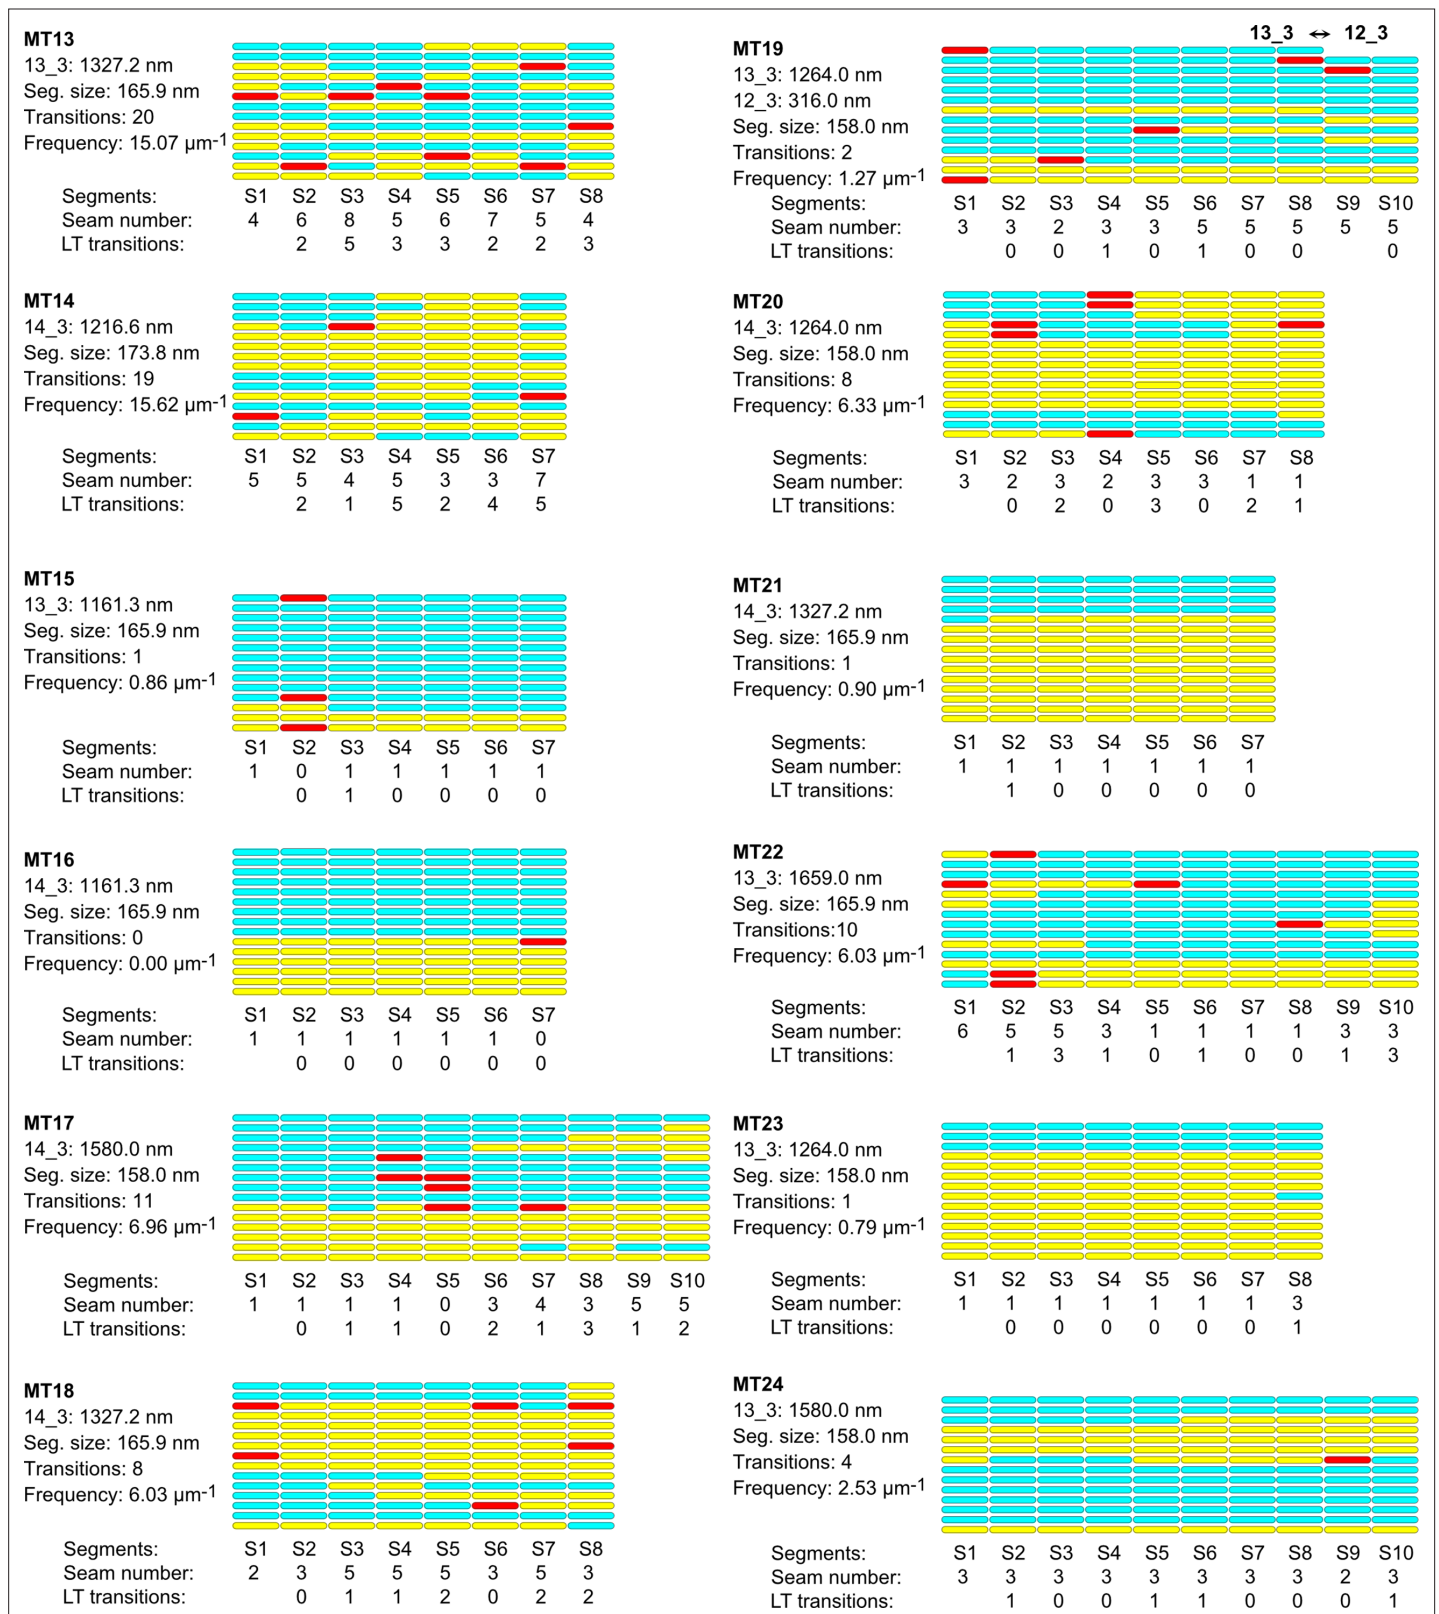 MT13
13_3: 1327.2 nm
Seg. size: 165.9 nm
Transitions: 20
Frequency: 15.07 µm-1
Segments: S1 S2 S3 S4 S5 S6 S7 S8
Seam number: 4 6 8 5 6 7 5 4
LT transitions: 2 5 3 3 2 2 3
MT14
14_3: 1216.6 nm
Seg. size: 173.8 nm
Transitions: 19
Frequency: 15.62 µm-1
Segments: S1 S2 S3 S4 S5 S6 S7
Seam number: 5 5 4 5 3 3 7
LT transitions: 2 1 5 2 4 5
MT15
13_3: 1161.3 nm
Seg. size: 165.9 nm
Transitions: 1
Frequency: 0.86 µm-1
Segments: S1 S2 S3 S4 S5 S6 S7
Seam number: 1 0 1 1 1 1 1
LT transitions: 0 1 0 0 0 0
MT16
14_3: 1161.3 nm
Seg. size: 165.9 nm
Transitions: 0
Frequency: 0.00 µm-1
Segments: S1 S2 S3 S4 S5 S6 S7
Seam number: 1 1 1 1 1 1 0
LT transitions: 0 0 0 0 0 0
MT17
14_3: 1580.0 nm
Seg. size: 158.0 nm
Transitions: 11
Frequency: 6.96 µm-1
Segments: S1 S2 S3 S4 S5 S6 S7 S8 S9 S10
Seam number: 1 1 1 1 0 3 4 3 5 5
LT transitions: 0 1 1 0 2 1 3 1 2
MT18
14_3: 1327.2 nm
Seg. size: 165.9 nm
Transitions: 8
Frequency: 6.03 µm-1
Segments: S1 S2 S3 S4 S5 S6 S7 S8
Seam number: 2 3 5 5 5 3 5 3
LT transitions: 0 1 1 2 0 2 2
13_3 ↔ 12_3
MT19
13_3: 1264.0 nm
12_3: 316.0 nm
Seg. size: 158.0 nm
Transitions: 2
Frequency: 1.27 µm-1
Segments: S1 S2 S3 S4 S5 S6 S7 S8 S9 S10
Seam number: 3 3 2 3 3 5 5 5 5 5
LT transitions: 0 0 1 0 1 0 0 0
MT20
14_3: 1264.0 nm
Seg. size: 158.0 nm
Transitions: 8
Frequency: 6.33 µm-1
Segments: S1 S2 S3 S4 S5 S6 S7 S8
Seam number: 3 2 3 2 3 3 1 1
LT transitions: 0 2 0 3 0 2 1
MT21
14_3: 1327.2 nm
Seg. size: 165.9 nm
Transitions: 1
Frequency: 0.90 µm-1
Segments: S1 S2 S3 S4 S5 S6 S7
Seam number: 1 1 1 1 1 1 1
LT transitions: 1 0 0 0 0 0
MT22
13_3: 1659.0 nm
Seg. size: 165.9 nm
Transitions:10
Frequency: 6.03 µm-1
Segments: S1 S2 S3 S4 S5 S6 S7 S8 S9 S10
Seam number: 6 5 5 3 1 1 1 1 3 3
LT transitions: 1 3 1 0 1 0 0 1 3
MT23
13_3: 1264.0 nm
Seg. size: 158.0 nm
Transitions: 1
Frequency: 0.79 µm-1
Segments: S1 S2 S3 S4 S5 S6 S7 S8
Seam number: 1 1 1 1 1 1 1 3
LT transitions: 0 0 0 0 0 0 1
MT24
13_3: 1580.0 nm
Seg. size: 158.0 nm
Transitions: 4
Frequency: 2.53 µm-1
Segments: S1 S2 S3 S4 S5 S6 S7 S8 S9 S10
Seam number: 3 3 3 3 3 3 3 3 2 3
LT transitions: 1 0 0 1 1 0 0 0 1